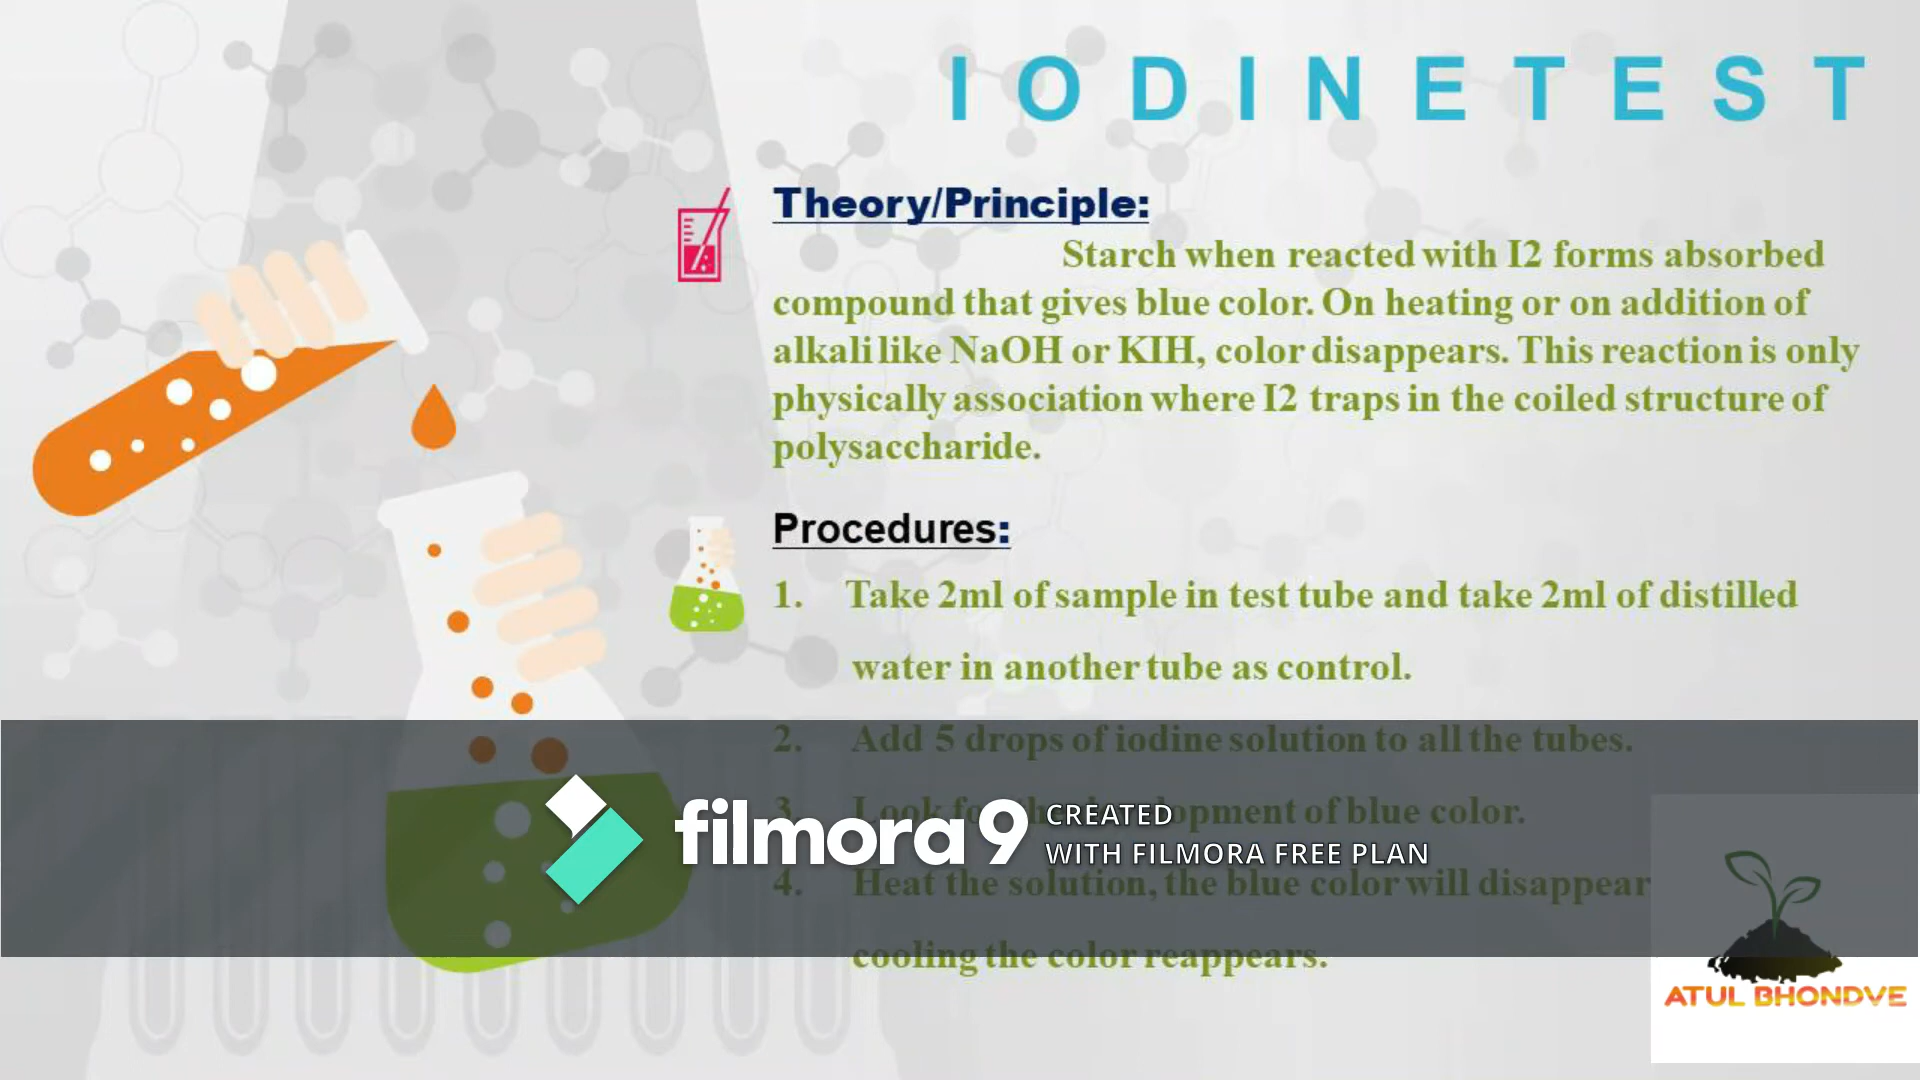 I O D I N E T E S T
Theory/Principle:
Starch when reacted with I2 forms absorbed
compound that gives blue color. On heating or on addition of
alkali like NaOH or KIH, color disappears. This reaction is only
physically association where I2 traps in the coiled structure of
polysaccharide.
Procedures:
1. Take 2ml of sample in test tube and take 2ml of distilled
water in another tube as control.
2. Add 5 drops of iodine solution to all the tubes.
3. Look of blue color.
filmora9 CREATED
WITH FILMORA FREE PLAN
4. Heat the solution, the blue color will disappear
cooling the color reappears.
ATUL BHONDVE